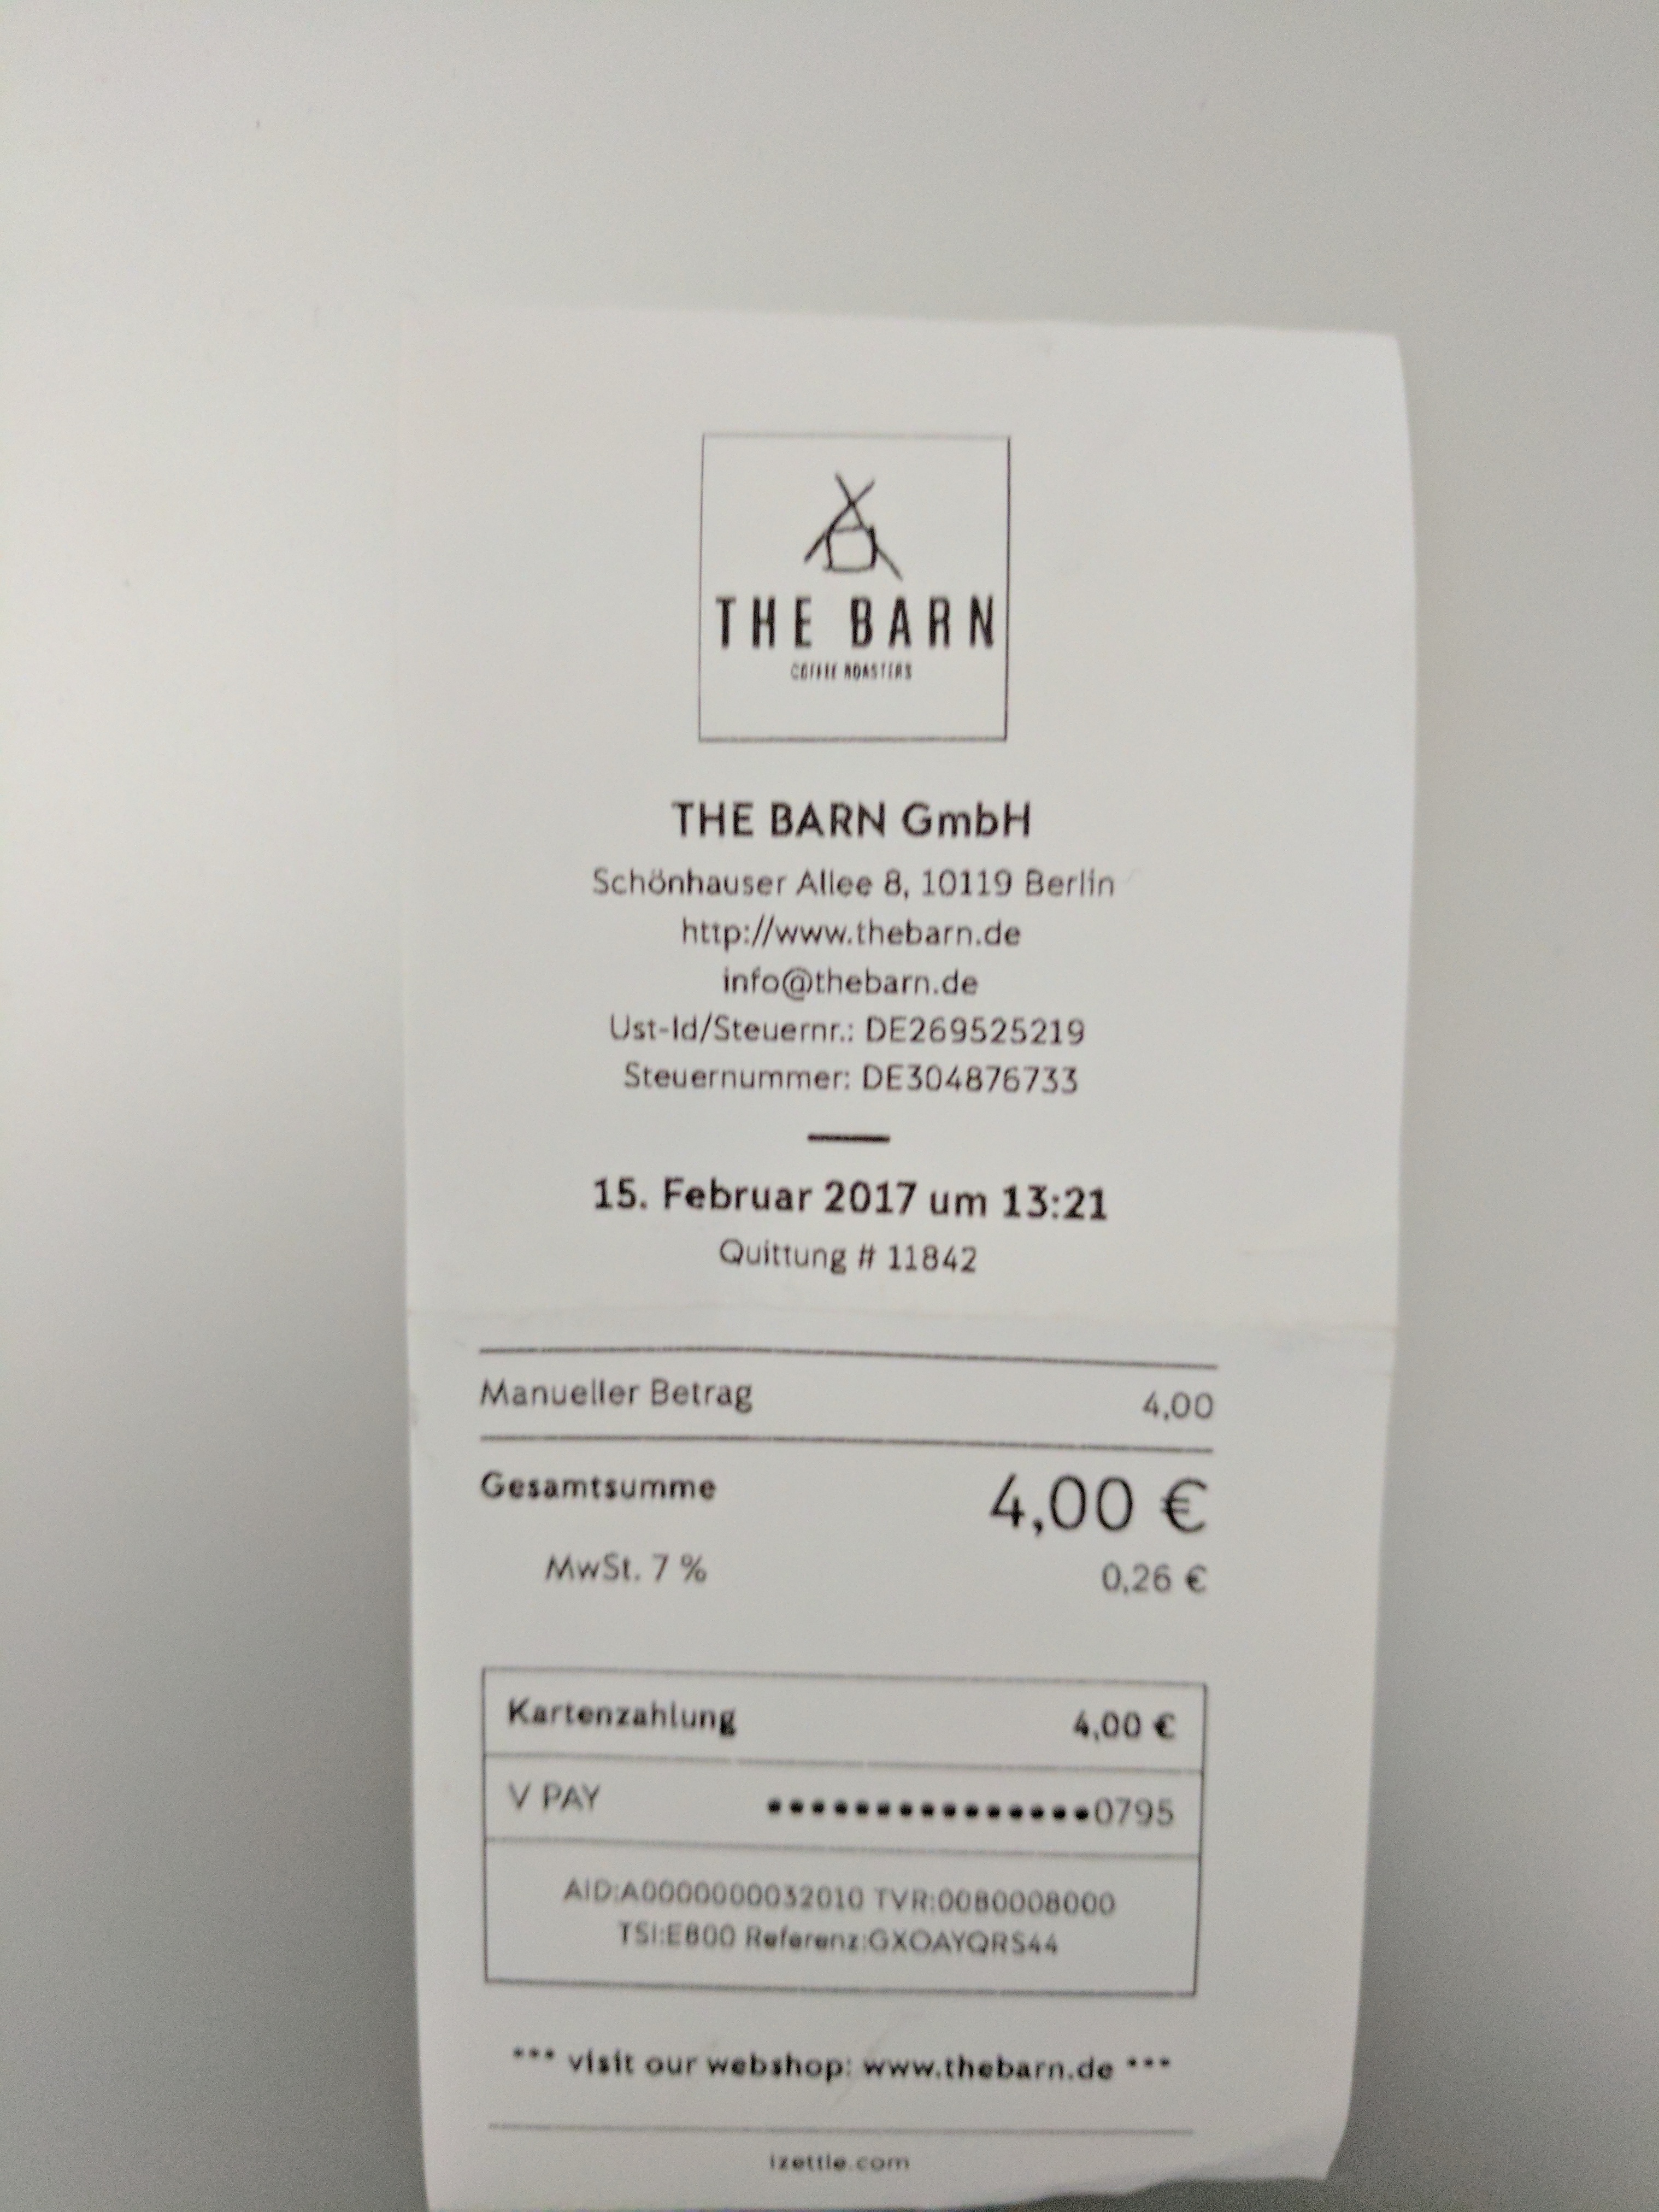 THE BARN
COFFEE ROASTERS
THE BARN GmbH
Schönhauser Allee 8, 10119 Berlin
http://www.thebarn.de
info@thebarn.de
Ust-Id/Steuernr.: DE269525219
Steuernummer: DE304876733
15. Februar 2017 um 13:21
Quittung # 11842
Manueller Betrag 4,00
Gesamtsumme 4,00 €
MwSt. 7 % 0,26 €
Kartenzahlung 4,00 €
V PAY ●●●●●●●●●●●●●●●0795
AID:A0000000032010 TVR:0080008000
TSI:E800 Referenz:GXOAYQRS44
*** visit our webshop: www.thebarn.de ***
izettle.com